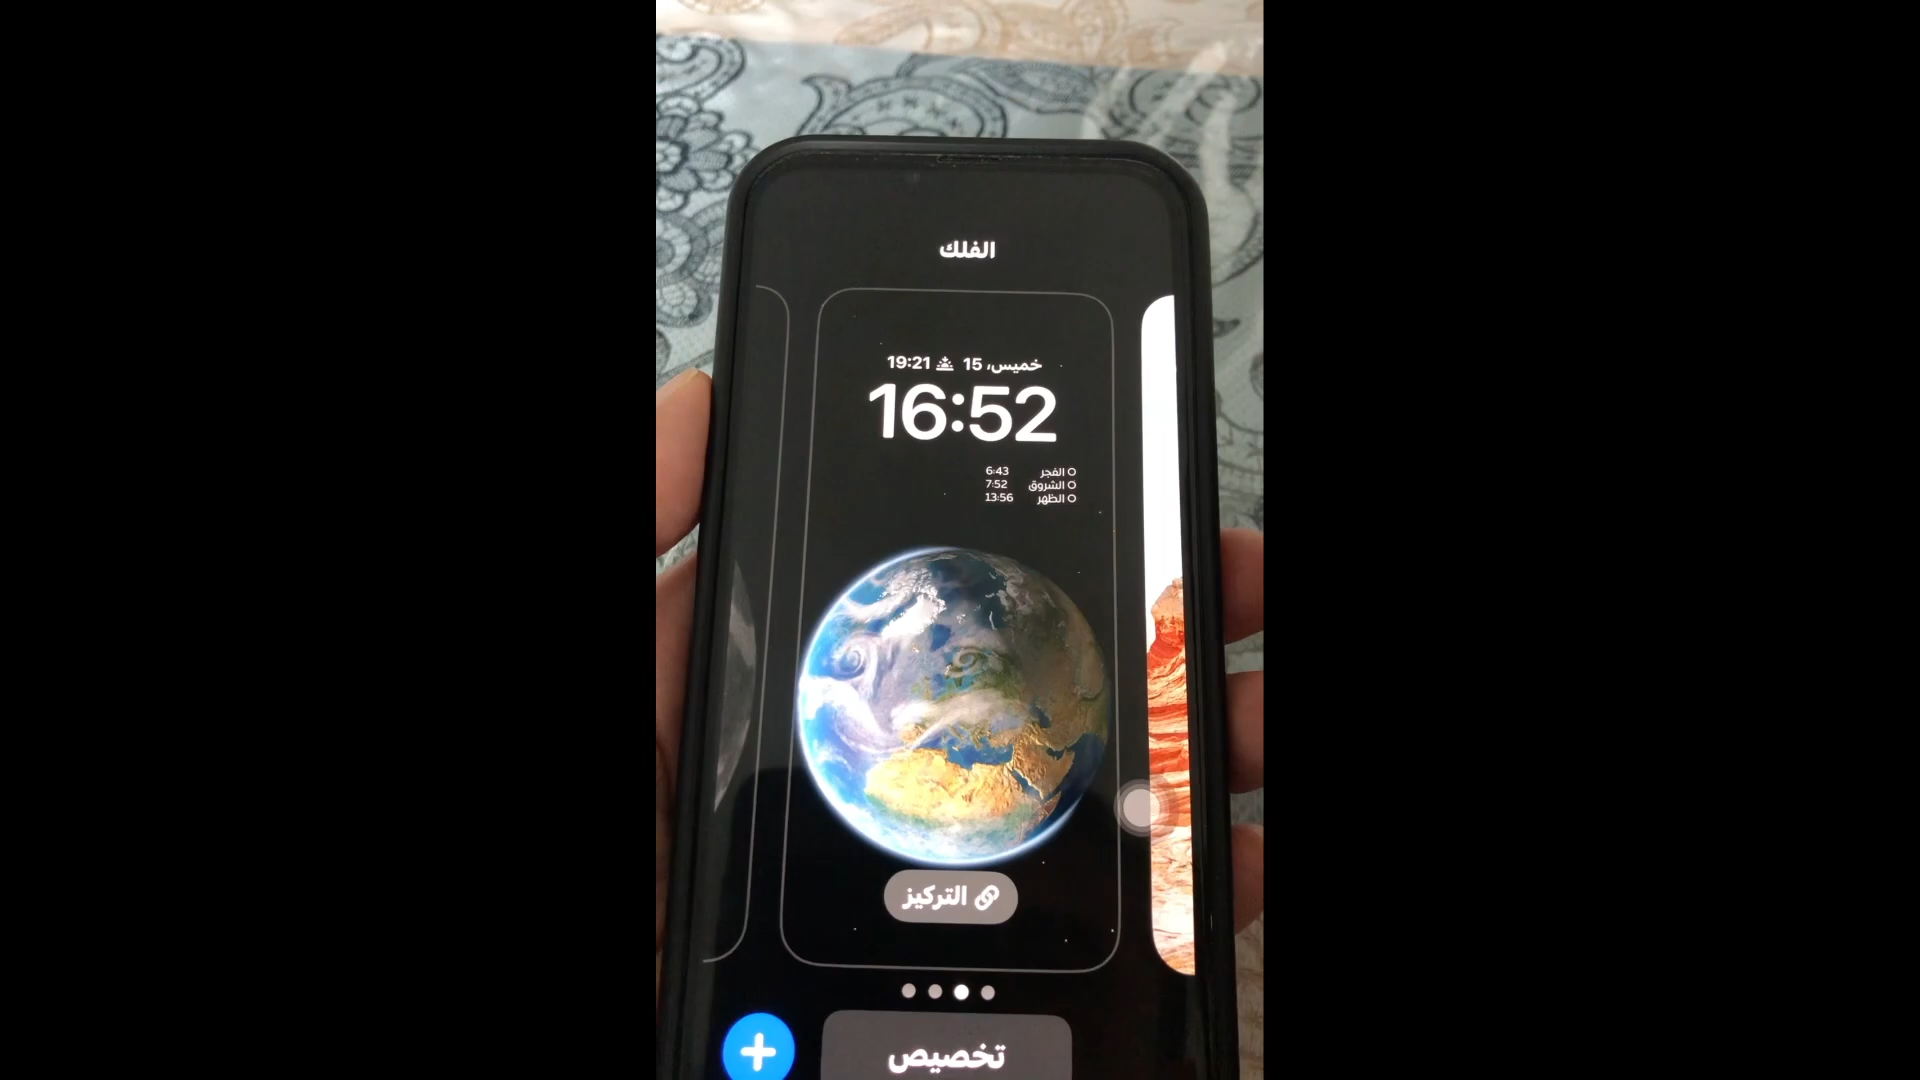 الفلك
خميس، 15 19:21
16:52
الفجر 6:43
الشروق 7:52
الظهر 13:56
التركيز
تخصيص